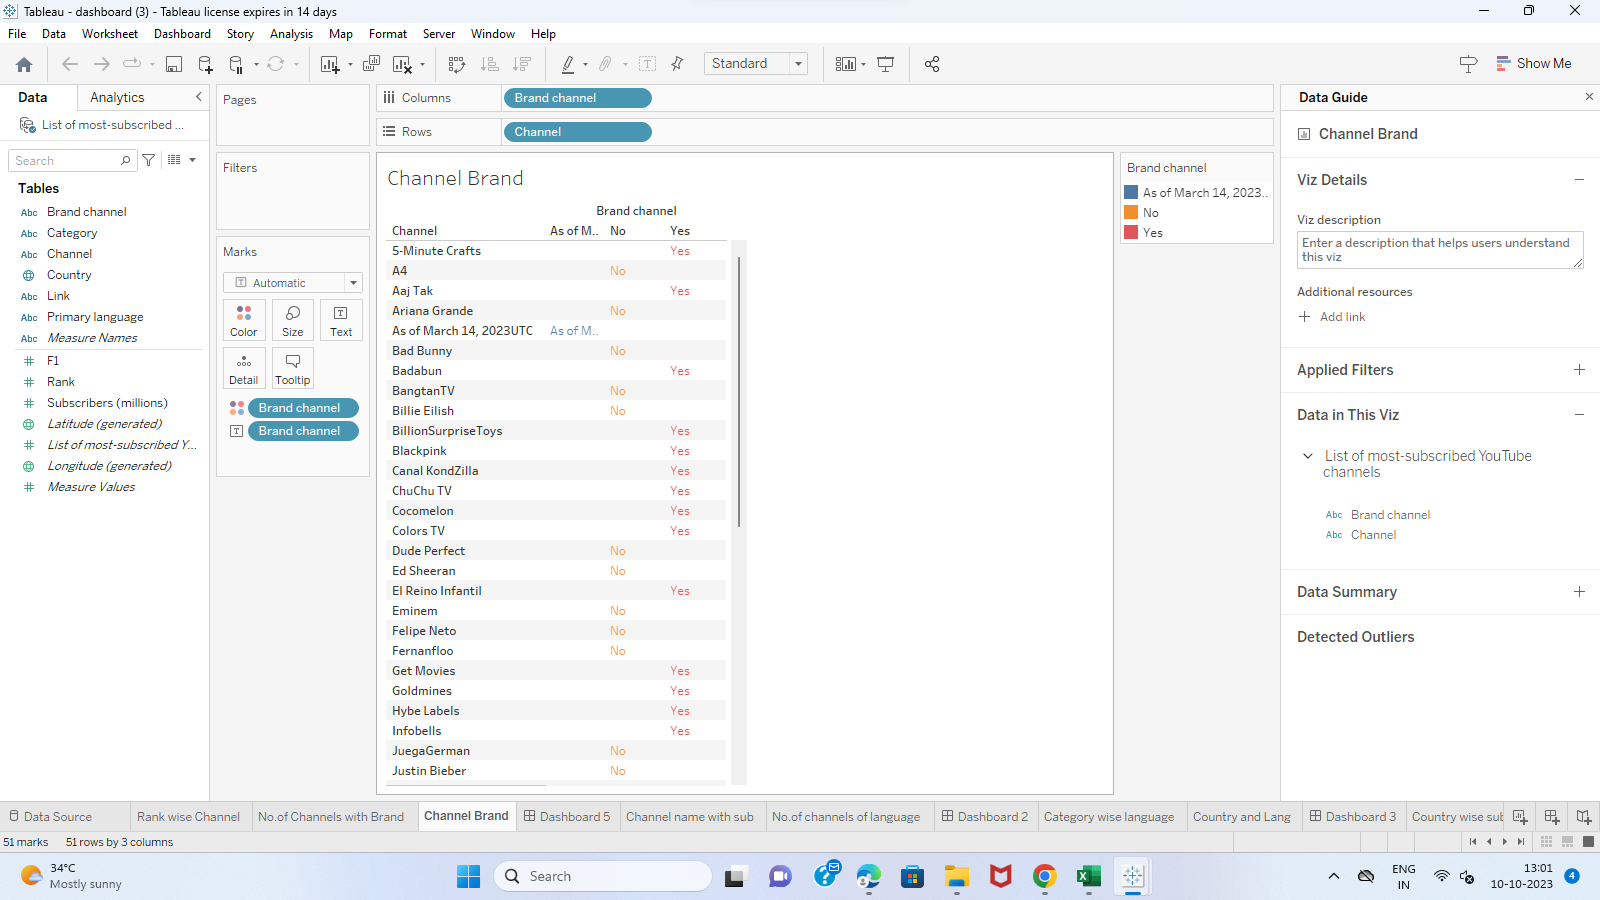 Tableau - dashboard (3) - Tableau license expires in 14 days
File Data Worksheet Dashboard Story Analysis Map Format Server Window Help
Standard
Show Me
Data Analytics
List of most-subscribed ...
Search
Tables
Abc Brand channel
Abc Category
Abc Channel
Country
Abc Link
Abc Primary language
Abc Measure Names
F1
Rank
Subscribers (millions)
Latitude (generated)
List of most-subscribed Y...
Longitude (generated)
Measure Values
Pages
Filters
Marks
Automatic
Color Size Text
Detail Tooltip
Brand channel
Brand channel
Columns Brand channel
Rows Channel
Channel Brand
Brand channel
Channel As of M.. No Yes
5-Minute Crafts Yes
A4 No
Aaj Tak Yes
Ariana Grande No
As of March 14, 2023UTC As of M..
Bad Bunny No
Badabun Yes
BangtanTV No
Billie Eilish No
BillionSurpriseToys Yes
Blackpink Yes
Canal KondZilla Yes
ChuChu TV Yes
Cocomelon Yes
Colors TV Yes
Dude Perfect No
Ed Sheeran No
El Reino Infantil Yes
Eminem No
Felipe Neto No
Fernanfloo No
Get Movies Yes
Goldmines Yes
Hybe Labels Yes
Infobells Yes
JuegaGerman No
Justin Bieber No
Brand channel
As of March 14, 2023..
No
Yes
Data Guide
Channel Brand
Viz Details
Viz description
Enter a description that helps users understand
this viz
Additional resources
Add link
Applied Filters
Data in This Viz
List of most-subscribed YouTube
channels
Abc Brand channel
Abc Channel
Data Summary
Detected Outliers
Data Source Rank wise Channel No.of Channels with Brand Channel Brand Dashboard 5 Channel name with sub No.of channels of language Dashboard 2 Category wise language Country and Lang Dashboard 3 Country wise sub
51 marks 51 rows by 3 columns
34°C
Mostly sunny
Search
ENG
IN
13:01
10-10-2023
4